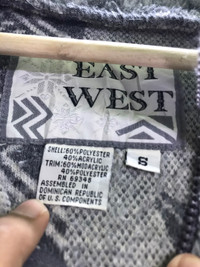 EAST
WEST
SHELL:60%POLYESTER
40%ACRYLIC
TRIM:60%MODACRYLIC
40%POLYESTER
RN 69348
ASSEMBLED IN
DOMINICAN REPUBLIC
OF U.S. COMPONENTS
S